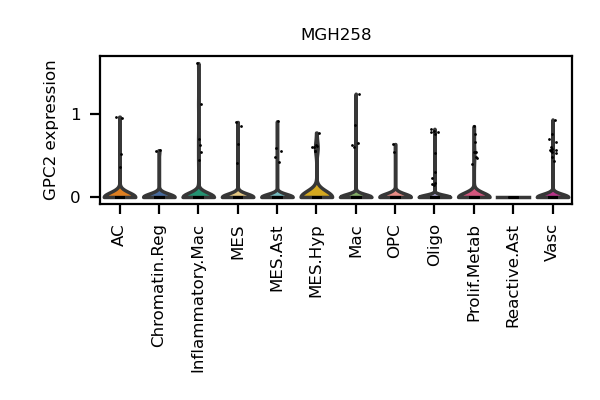 MGH258
GPC2 expression
1
0
AC
Chromatin.Reg
Inflammatory.Mac
MES
MES.Ast
MES.Hyp
Mac
OPC
Oligo
Prolif.Metab
Reactive.Ast
Vasc